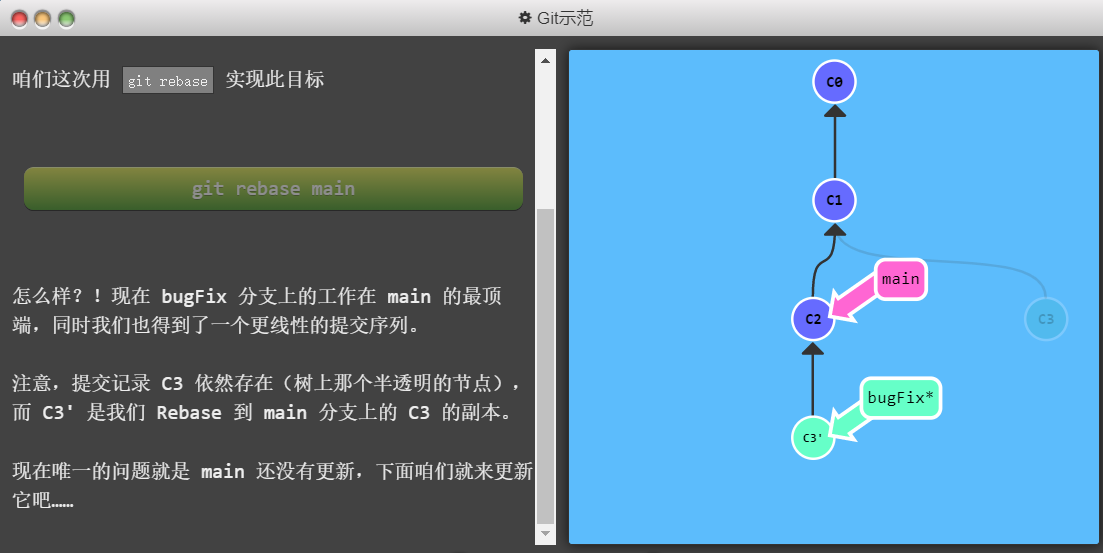 Git示范
咱们这次用 git rebase 实现此目标
git rebase main
怎么样？！现在 bugFix 分支上的工作在 main 的最顶
端，同时我们也得到了一个更线性的提交序列。
注意，提交记录 C3 依然存在（树上那个半透明的节点），
而 C3' 是我们 Rebase 到 main 分支上的 C3 的副本。
现在唯一的问题就是 main 还没有更新，下面咱们就来更新
它吧……
C0
C1
main
C2
C3
bugFix*
C3'